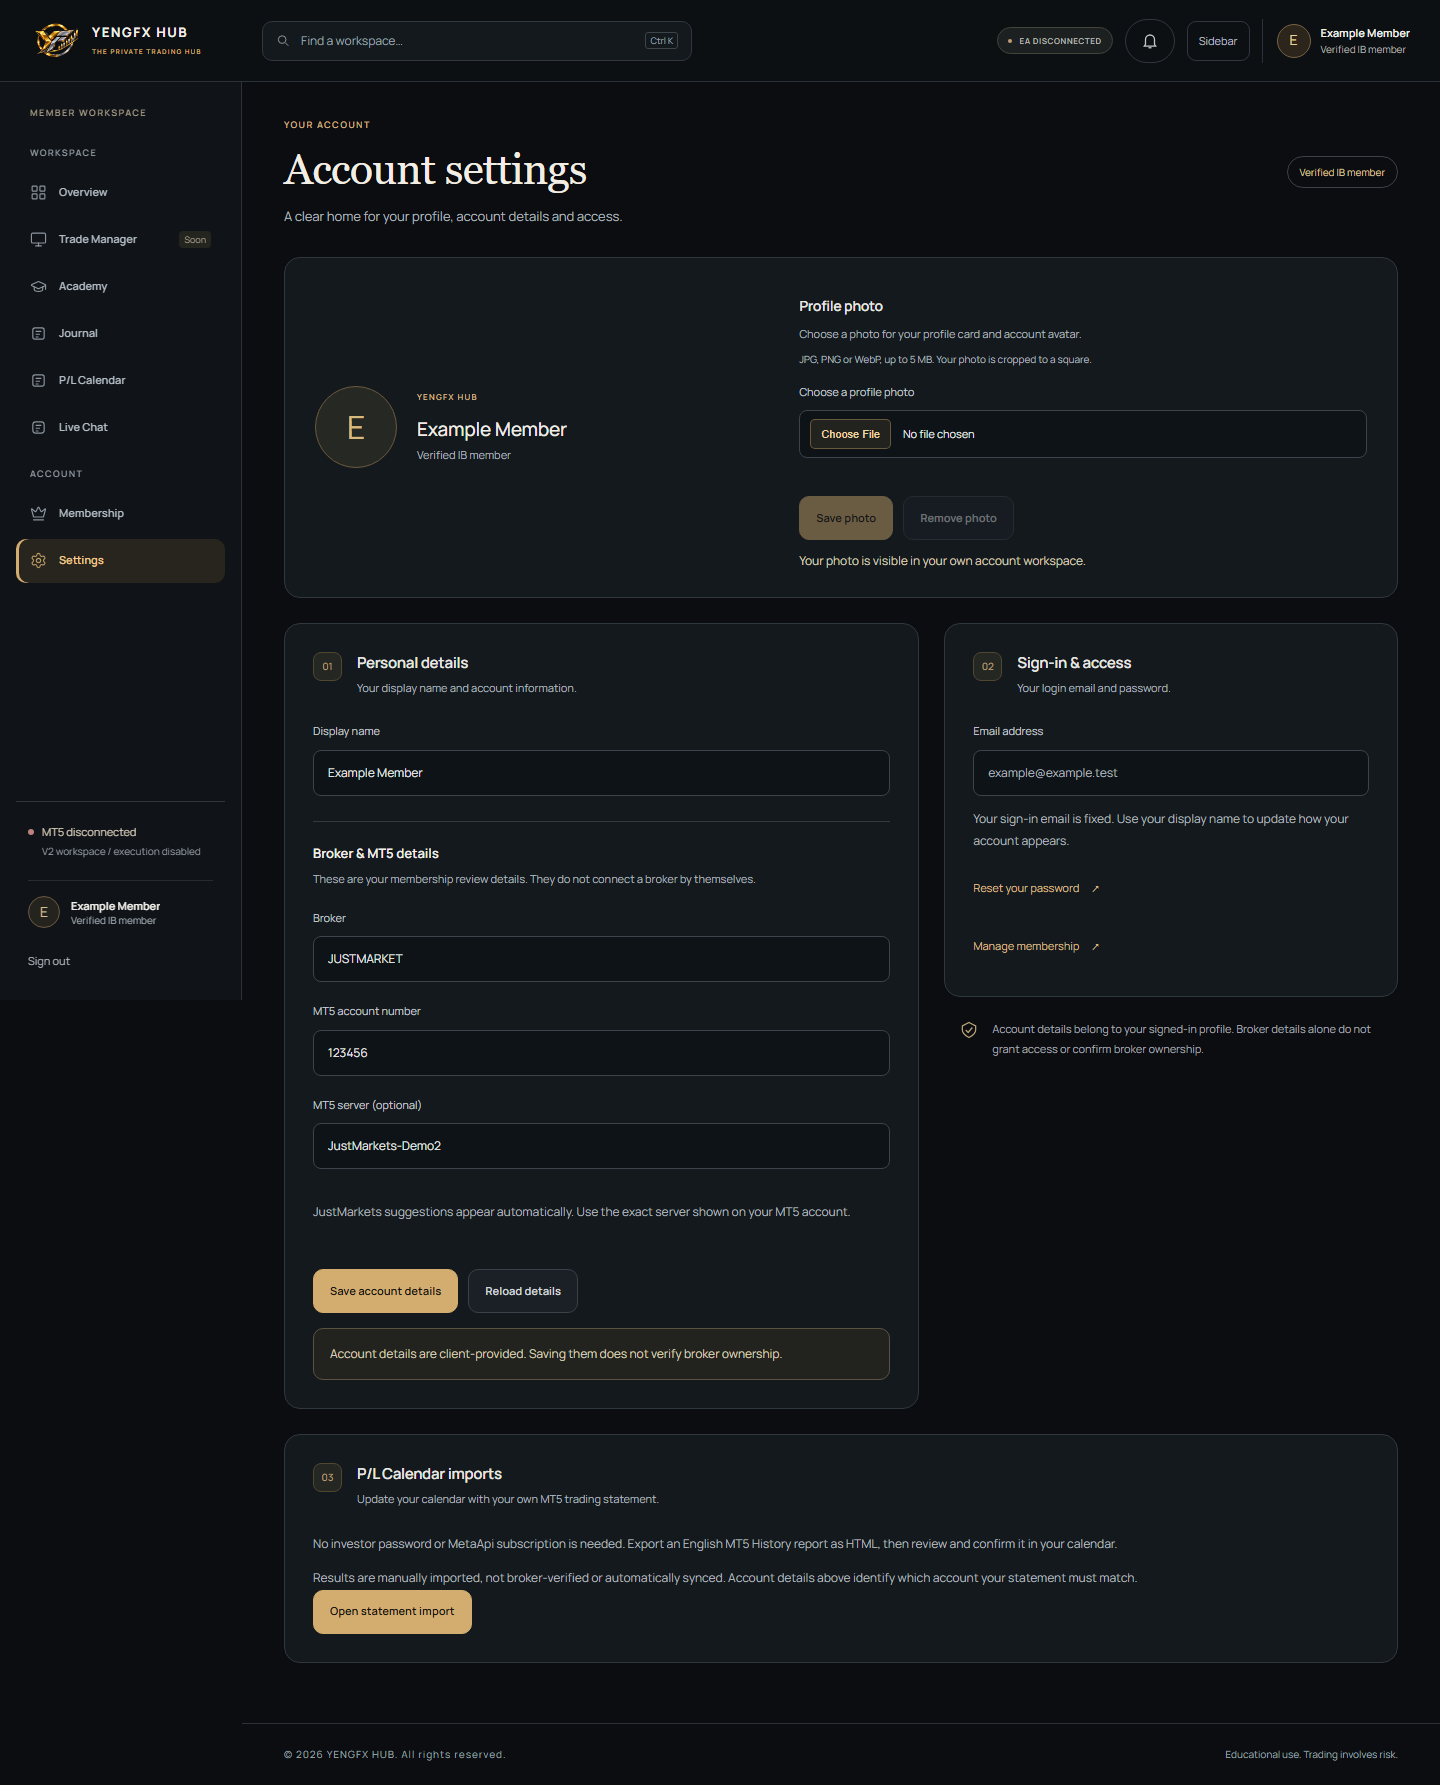 YENGFX HUB
THE PRIVATE TRADING HUB
Find a workspace...
Ctrl K
EA DISCONNECTED
Sidebar
E
Example Member
Verified IB member
MEMBER WORKSPACE
WORKSPACE
Overview
Trade Manager
Soon
Academy
Journal
P/L Calendar
Live Chat
ACCOUNT
Membership
Settings
MT5 disconnected
V2 workspace / execution disabled
E
Example Member
Verified IB member
Sign out
YOUR ACCOUNT
Account settings
A clear home for your profile, account details and access.
Verified IB member
E
YENGFX HUB
Example Member
Verified IB member
Profile photo
Choose a photo for your profile card and account avatar.
JPG, PNG or WebP, up to 5 MB. Your photo is cropped to a square.
Choose a profile photo
Choose File
No file chosen
Save photo
Remove photo
Your photo is visible in your own account workspace.
01
Personal details
Your display name and account information.
Display name
Example Member
Broker & MT5 details
These are your membership review details. They do not connect a broker by themselves.
Broker
JUSTMARKET
MT5 account number
123456
MT5 server (optional)
JustMarkets-Demo2
JustMarkets suggestions appear automatically. Use the exact server shown on your MT5 account.
Save account details
Reload details
Account details are client-provided. Saving them does not verify broker ownership.
02
Sign-in & access
Your login email and password.
Email address
example@example.test
Your sign-in email is fixed. Use your display name to update how your
account appears.
Reset your password ↗
Manage membership ↗
Account details belong to your signed-in profile. Broker details alone do not
grant access or confirm broker ownership.
03
P/L Calendar imports
Update your calendar with your own MT5 trading statement.
No investor password or MetaApi subscription is needed. Export an English MT5 History report as HTML, then review and confirm it in your calendar.
Results are manually imported, not broker-verified or automatically synced. Account details above identify which account your statement must match.
Open statement import
© 2026 YENGFX HUB. All rights reserved.
Educational use. Trading involves risk.